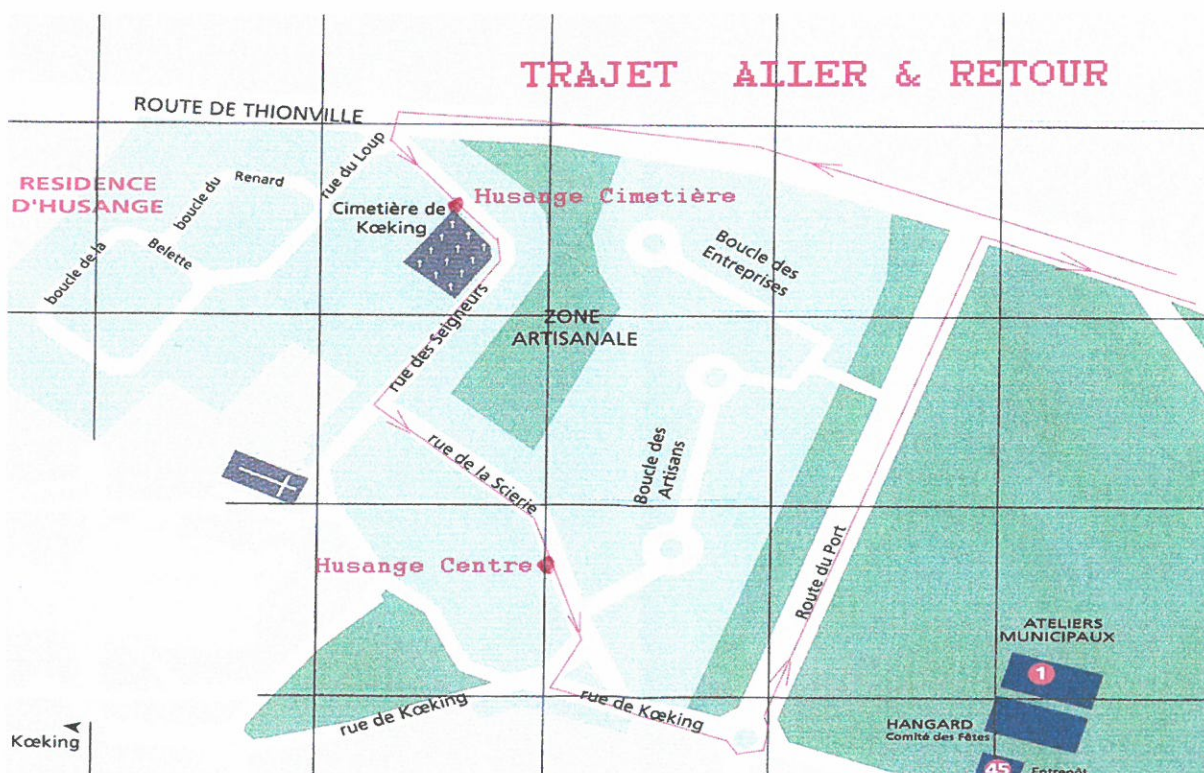 TRAJET ALLER & RETOUR
ROUTE DE THIONVILLE
rue du Loup
RESIDENCE
D'HUSANGE
boucle du
Renard
boucle de la
Belette
Cimetière de
Kœking
Husange Cimetière
Boucle des
Entreprises
rue des Seigneurs
ZONE
ARTISANALE
rue de la Scierie
Boucle des
Artisans
Husange Centre
Route du Port
rue de Kœking
rue de Kœking
Kœking
ATELIERS
MUNICIPAUX
1
HANGARD
Comité des Fêtes
45
Entrepôt